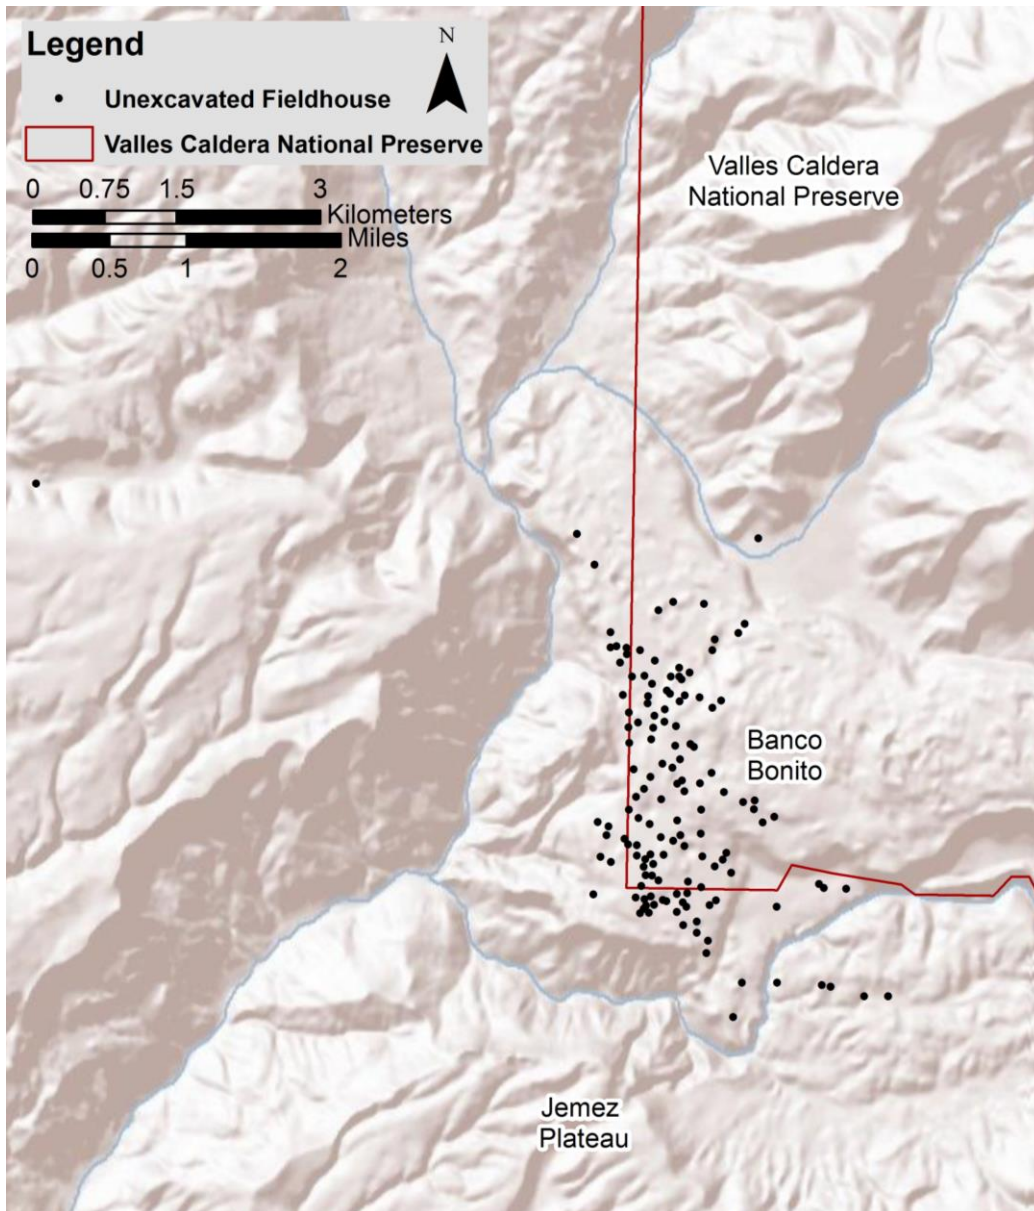 Legend
N
Unexcavated Fieldhouse
Valles Caldera National Preserve
0 0.75 1.5 3
Kilometers
Miles
0 0.5 1 2
Valles Caldera
National Preserve
Banco
Bonito
Jemez
Plateau